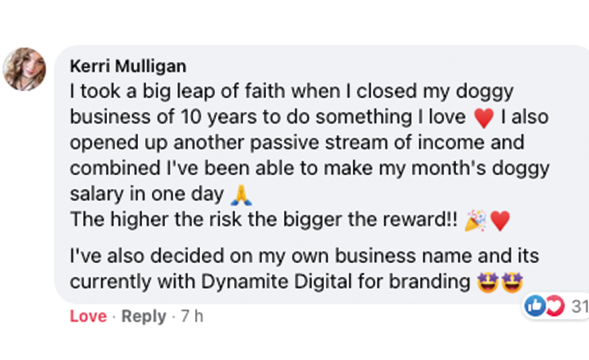 Kerri Mulligan
I took a big leap of faith when I closed my doggy
business of 10 years to do something I love ♥️ I also
opened up another passive stream of income and
combined I've been able to make my month's doggy
salary in one day 🙏
The higher the risk the bigger the reward!! 🎉♥️
I've also decided on my own business name and its
currently with Dynamite Digital for branding 🤩🤩
Love · Reply · 7 h
31